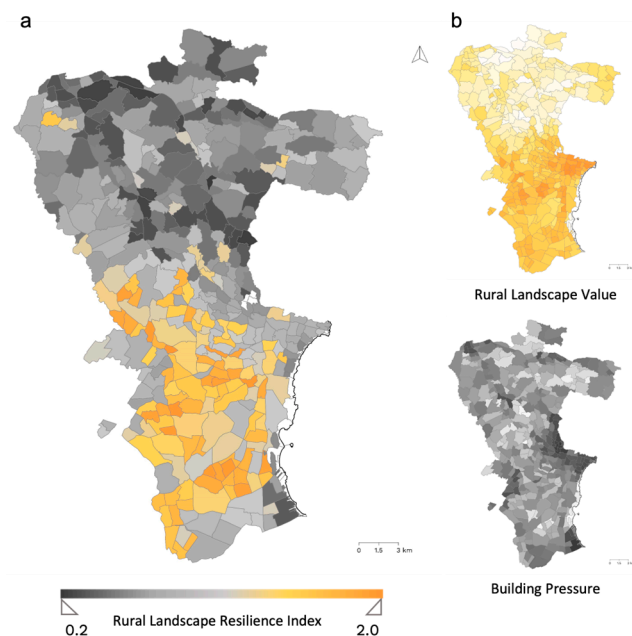 a
b
Rural Landscape Value
Building Pressure
0 1.5 3 km
Rural Landscape Resilience Index
0.2
2.0